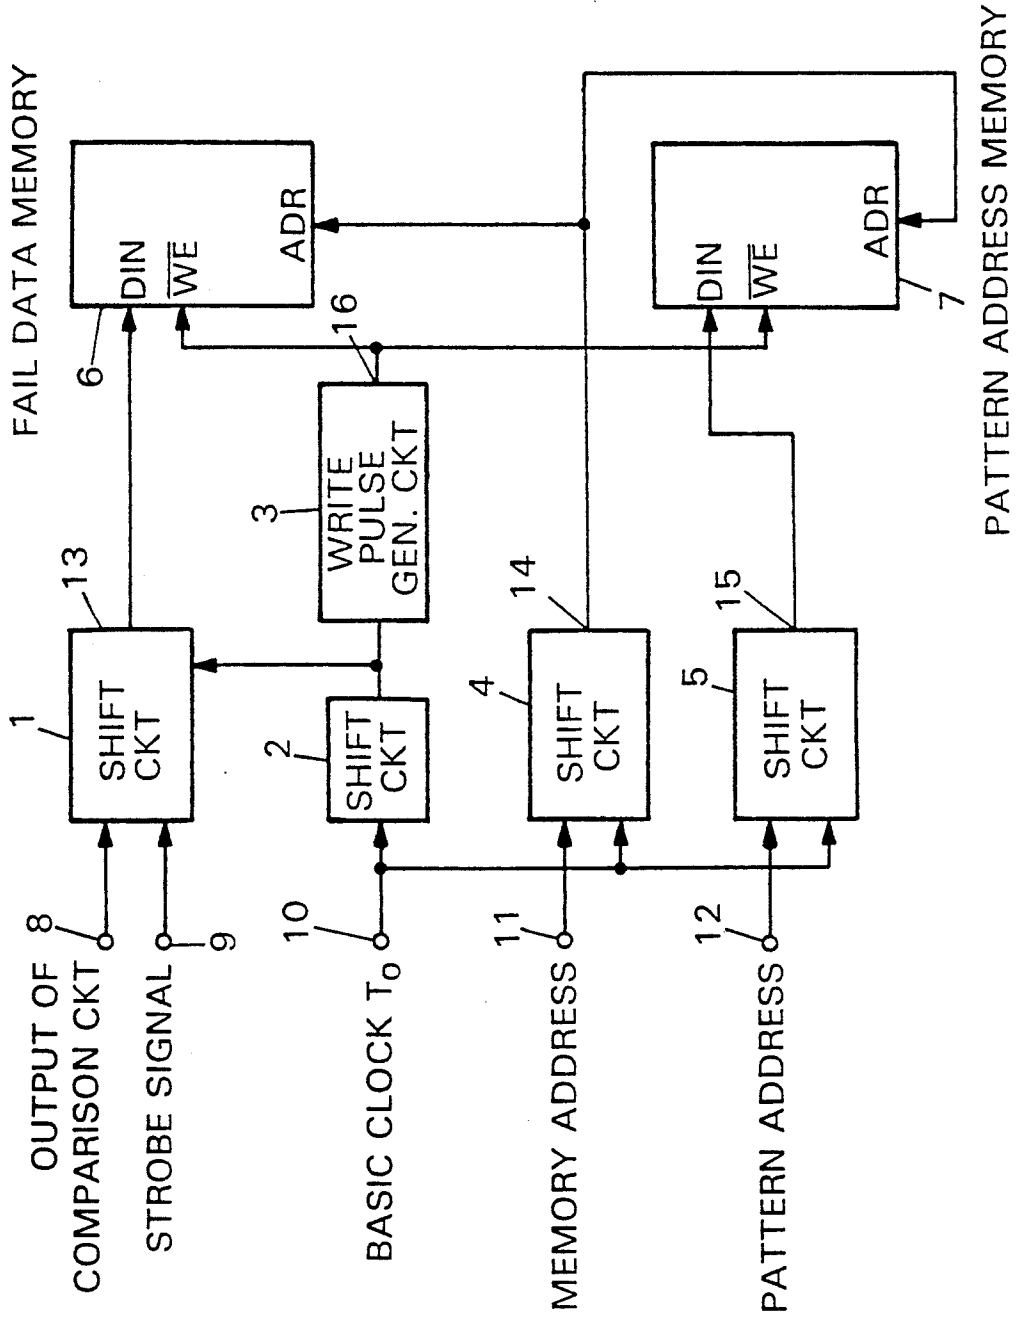 OUTPUT OF
COMPARISON CKT
8
STROBE SIGNAL
9
BASIC CLOCK T₀
10
MEMORY ADDRESS
11
PATTERN ADDRESS
12
1
SHIFT
CKT
13
2
SHIFT
CKT
3
WRITE
PULSE
GEN. CKT
16
4
SHIFT
CKT
14
5
SHIFT
CKT
15
FAIL DATA MEMORY
6
DIN
WE
ADR
DIN
WE
ADR
7
PATTERN ADDRESS MEMORY